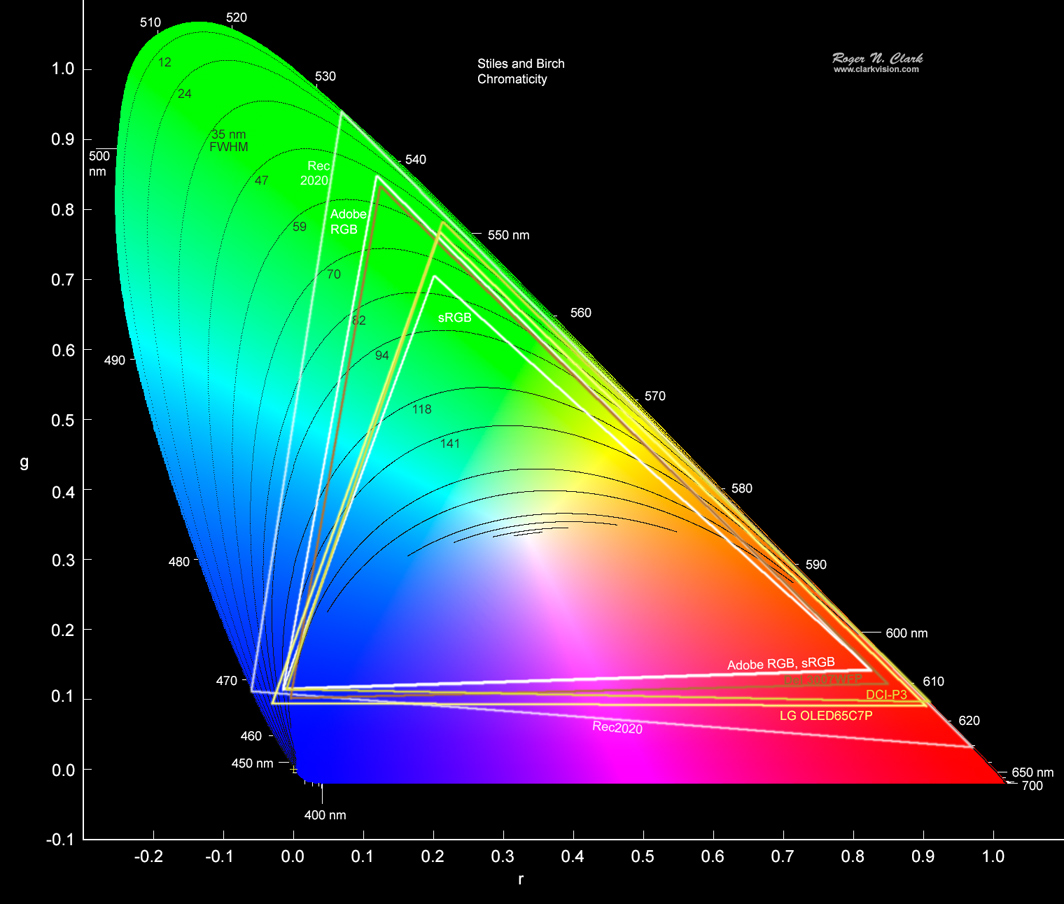 510
520
Stiles and Birch
Chromaticity
Roger N. Clark
www.clarkvision.com
1.0
12
530
24
0.9
35 nm
FWHM
500
nm
540
Rec
2020
47
0.8
Adobe
RGB
59
550 nm
70
0.7
82
sRGB
560
94
0.6
490
570
118
0.5
141
g
0.4
580
480
0.3
590
0.2
600 nm
Adobe RGB, sRGB
470
610
0.1
DCI-P3
LG OLED65C7P
620
Rec2020
460
450 nm
0.0
650 nm
700
400 nm
-0.1
-0.2
-0.1
0.0
0.1
0.2
0.3
0.4
0.5
0.6
0.7
0.8
0.9
1.0
r